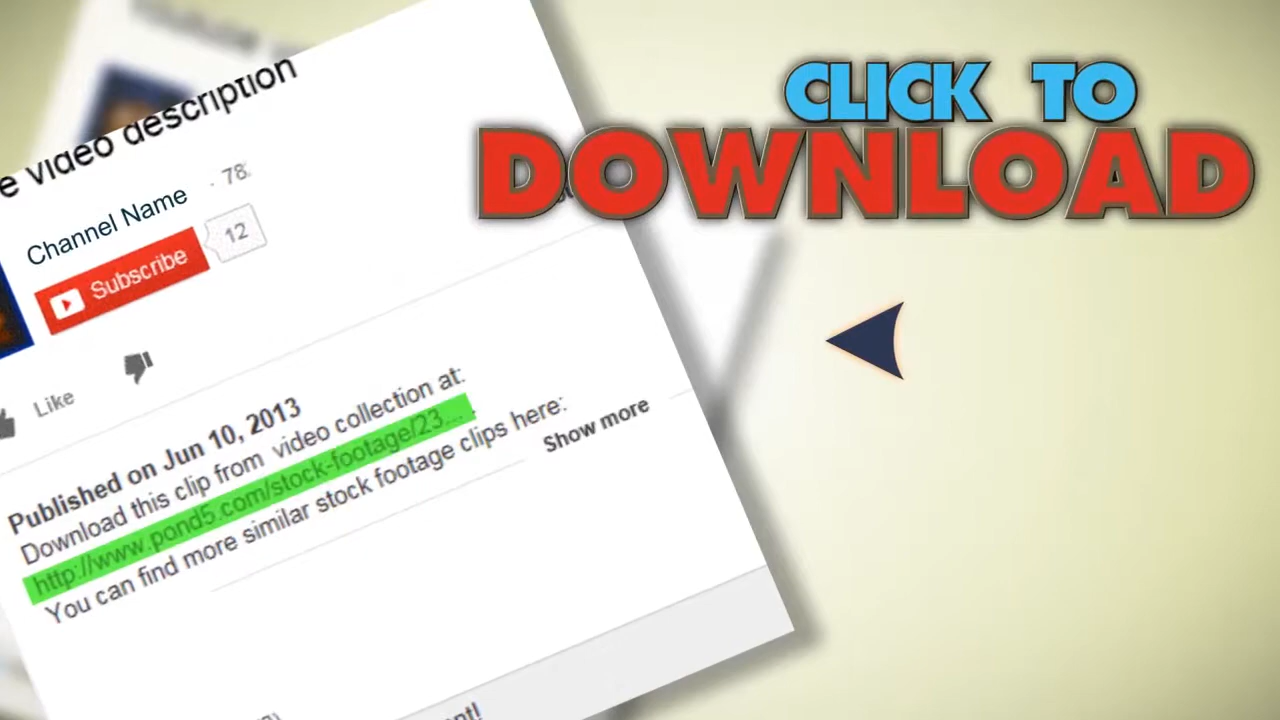 CLICK TO
DOWNLOAD
e video description
Channel Name
78
Subscribe
12
Like
Published on Jun 10, 2013
Download this clip from video collection at:
http://www.pond5.com/stock-footage/23...
You can find more similar stock footage clips here:
Show more